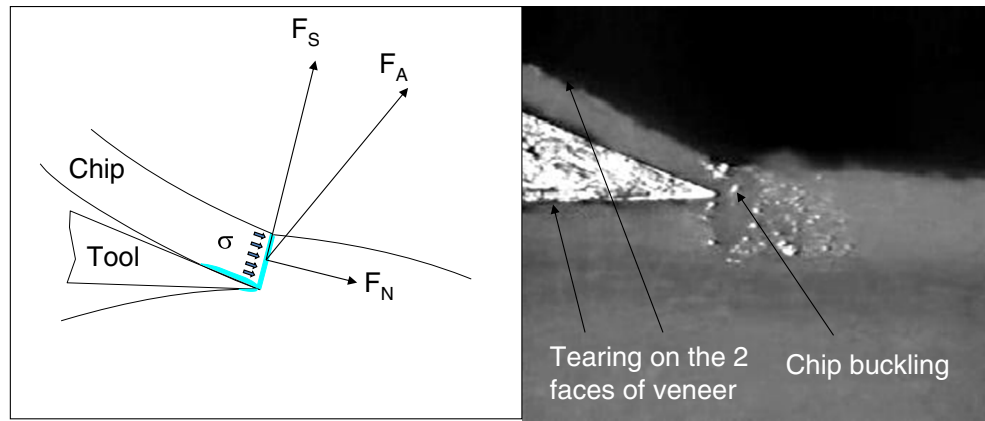 F_S
F_A
Chip
σ
Tool
F_N
Tearing on the 2
faces of veneer
Chip buckling